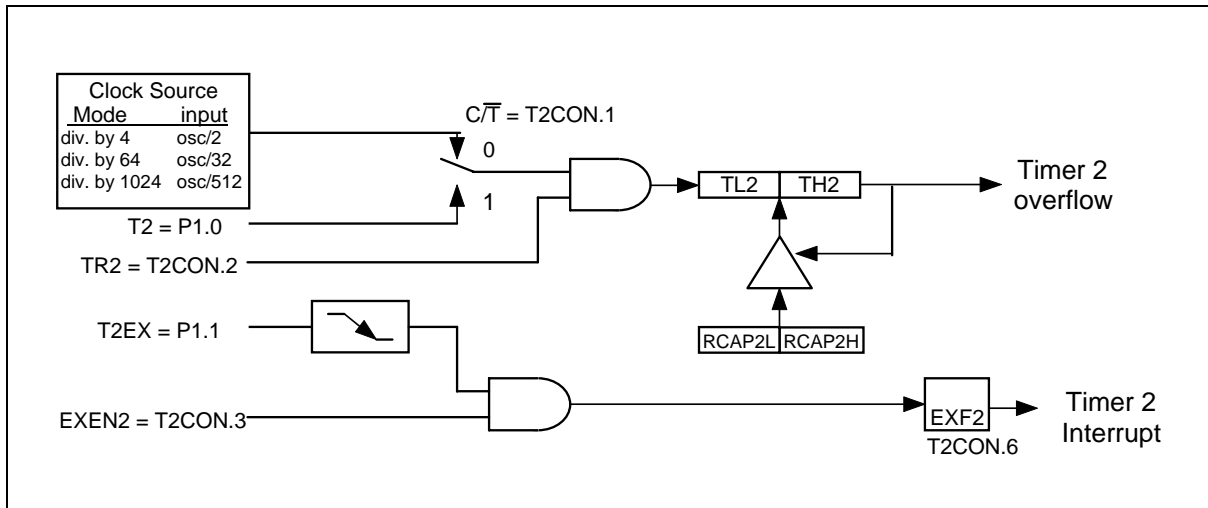 Clock Source
Mode input
div. by 4 osc/2
div. by 64 osc/32
div. by 1024 osc/512
C/T̅ = T2CON.1
0
1
T2 = P1.0
TR2 = T2CON.2
TL2 TH2
Timer 2
overflow
T2EX = P1.1
RCAP2L RCAP2H
EXEN2 = T2CON.3
EXF2
T2CON.6
Timer 2
Interrupt